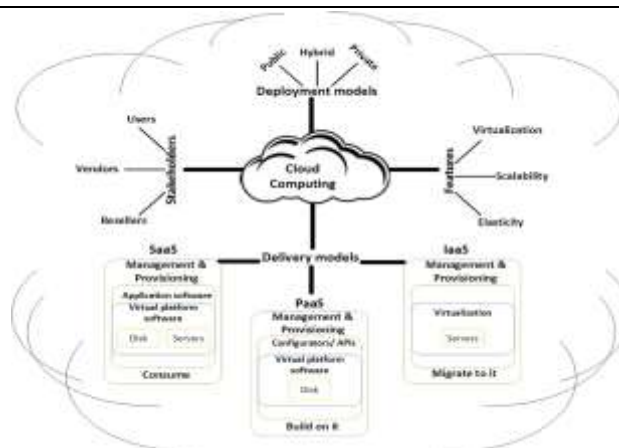 Public
Hybrid
Private
Deployment models
Users
Vendors
Resellers
Stakeholders
Cloud
Computing
Features
Virtualization
Scalability
Elasticity
Delivery models
SaaS
Management &
Provisioning
Application software
Virtual platform
software
Disk
Servers
Consume
PaaS
Management &
Provisioning
Configurators/ APIs
Virtual platform
software
Disk
Build on it
IaaS
Management &
Provisioning
Virtualization
Servers
Migrate to it